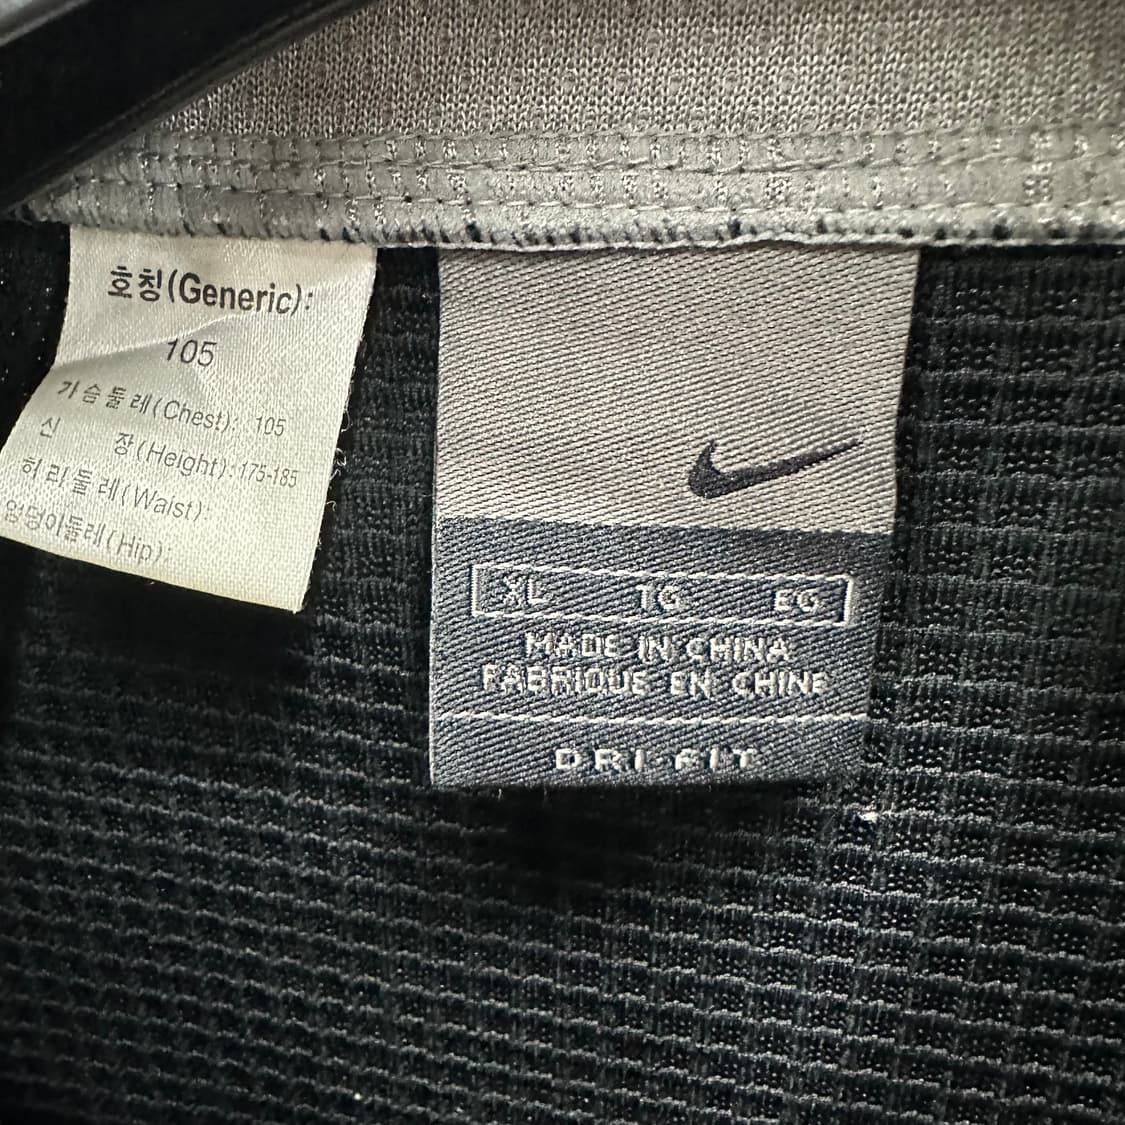 호칭(Generic):
105
가슴둘레(Chest): 105
신 장(Height):175-185
허리둘레(Waist):
엉덩이둘레(Hip):
XL TG EG
MADE IN CHINA
FABRIQUE EN CHINE
DRI-FIT